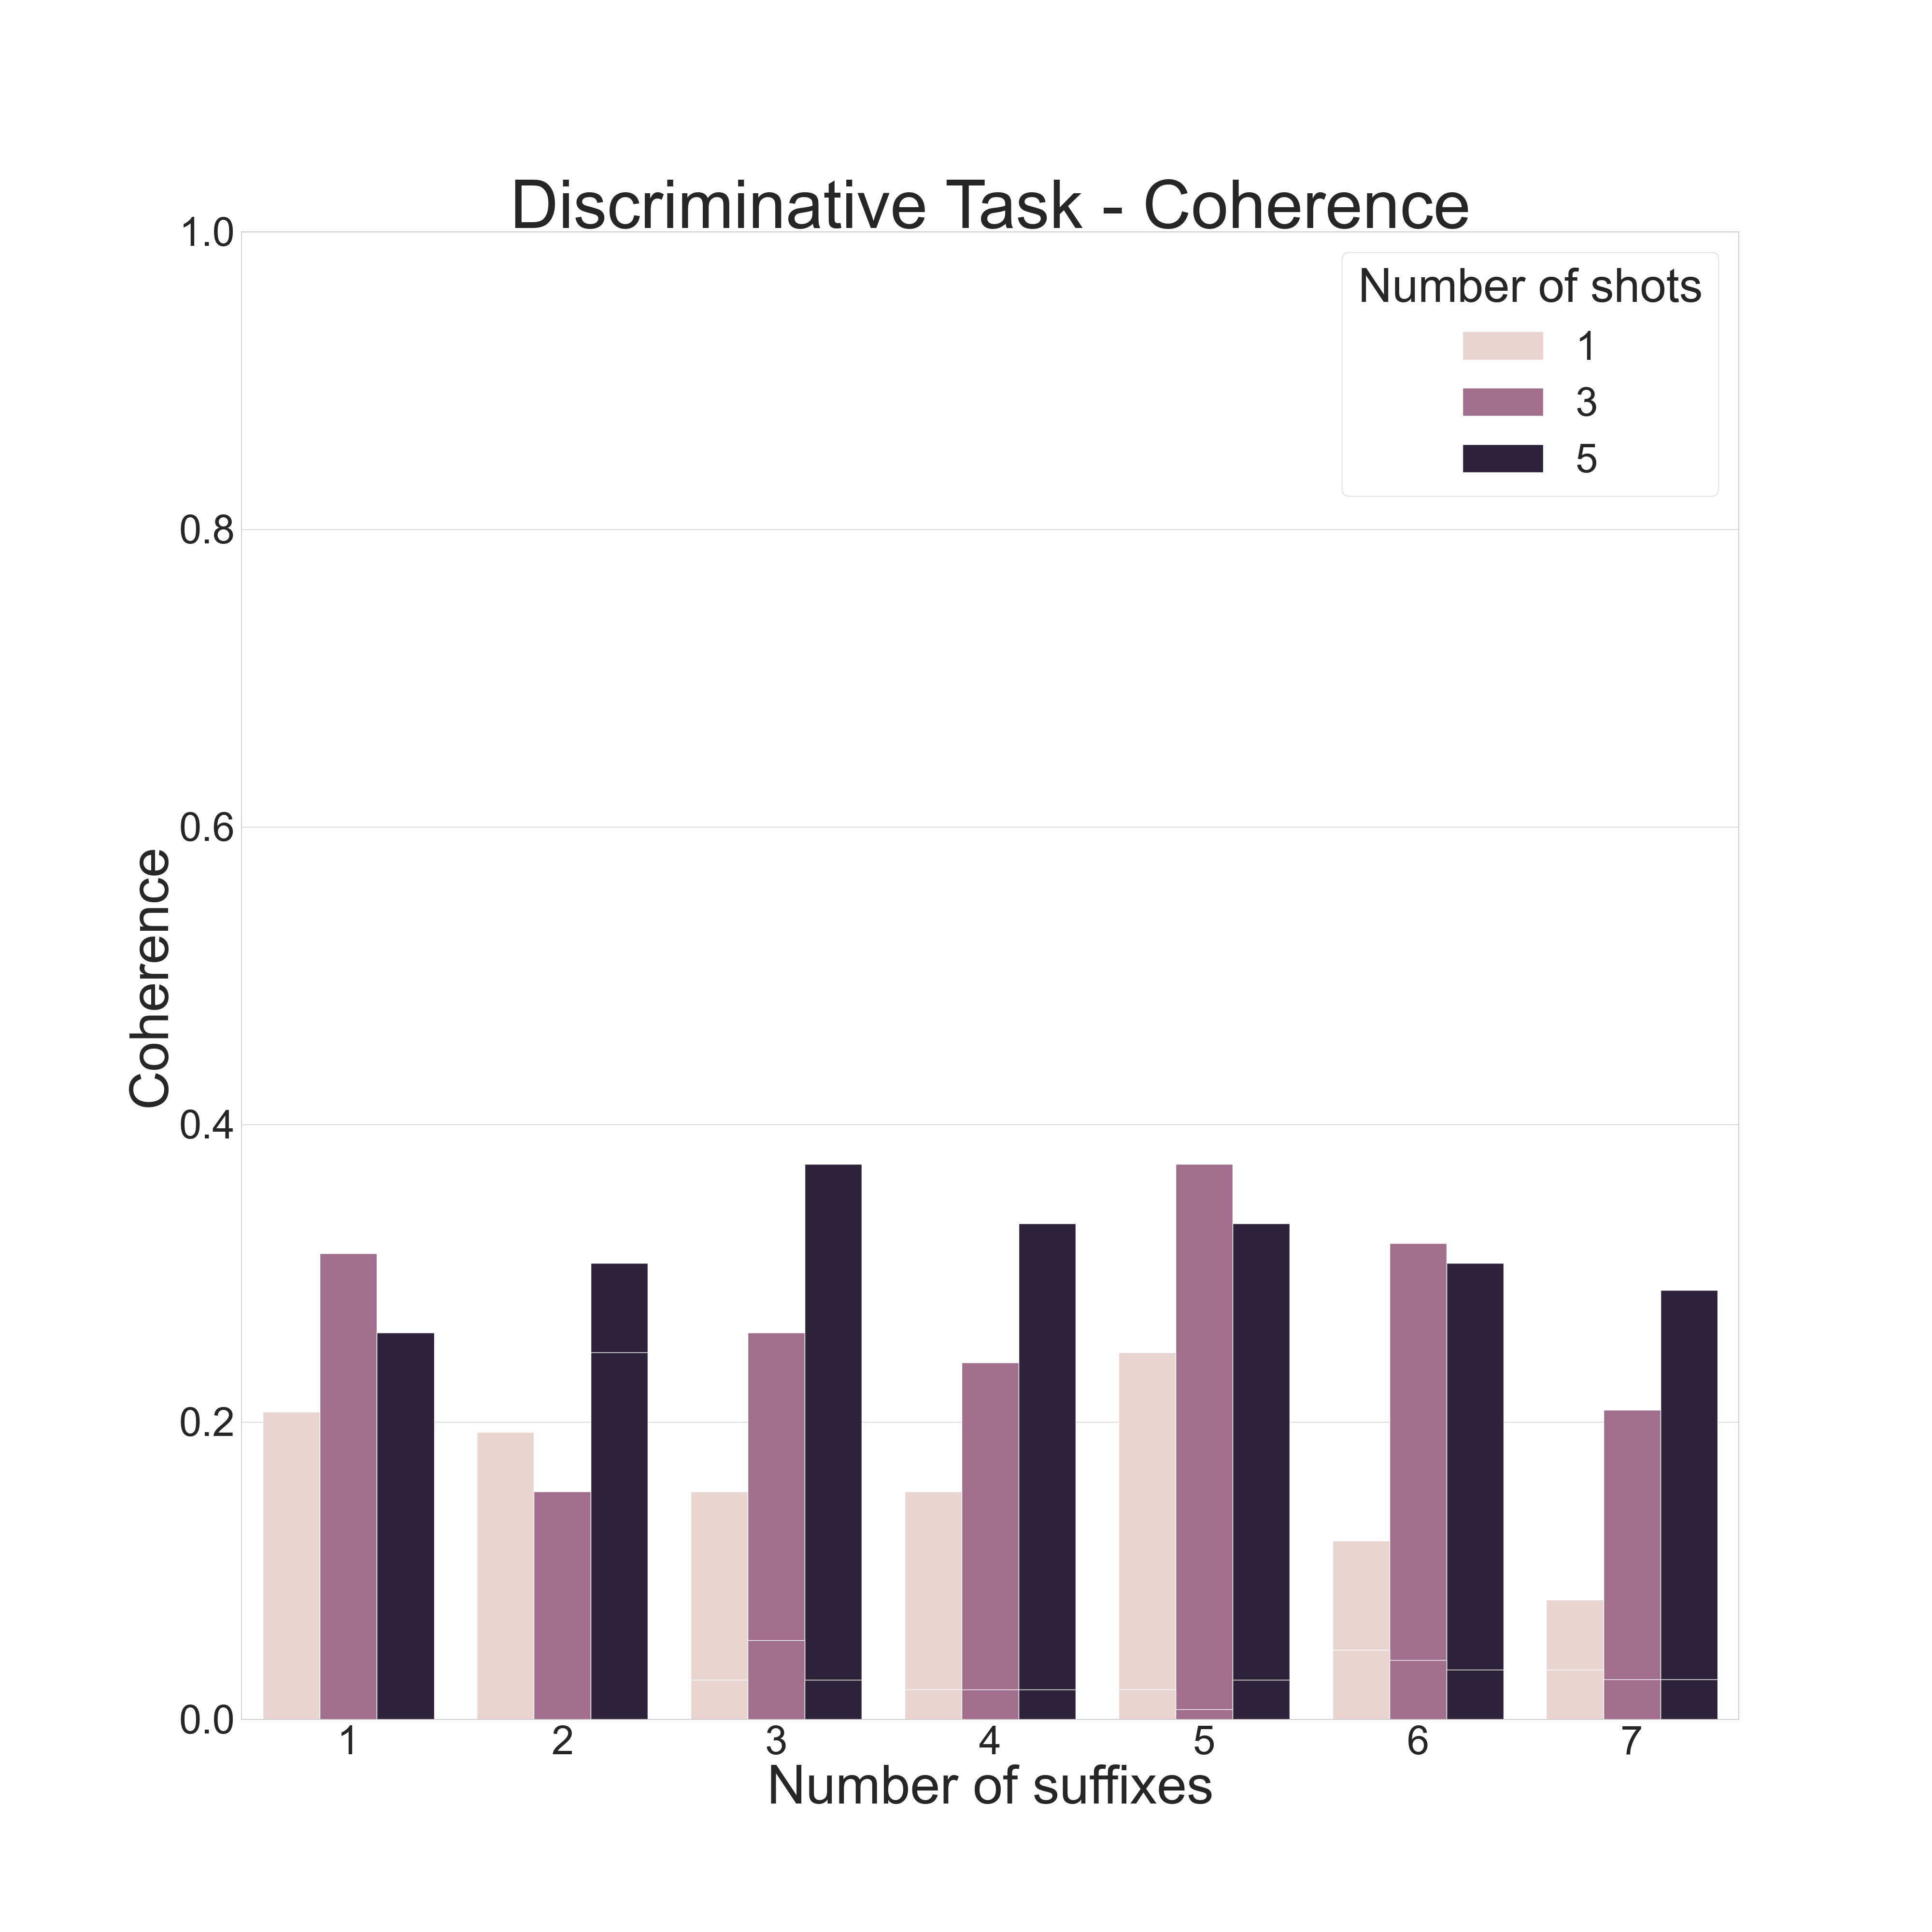 Discriminative Task - Coherence
1.0
0.8
0.6
0.4
0.2
0.0
Coherence
Number of shots
1
3
5
1 2 3 4 5 6 7
Number of suffixes